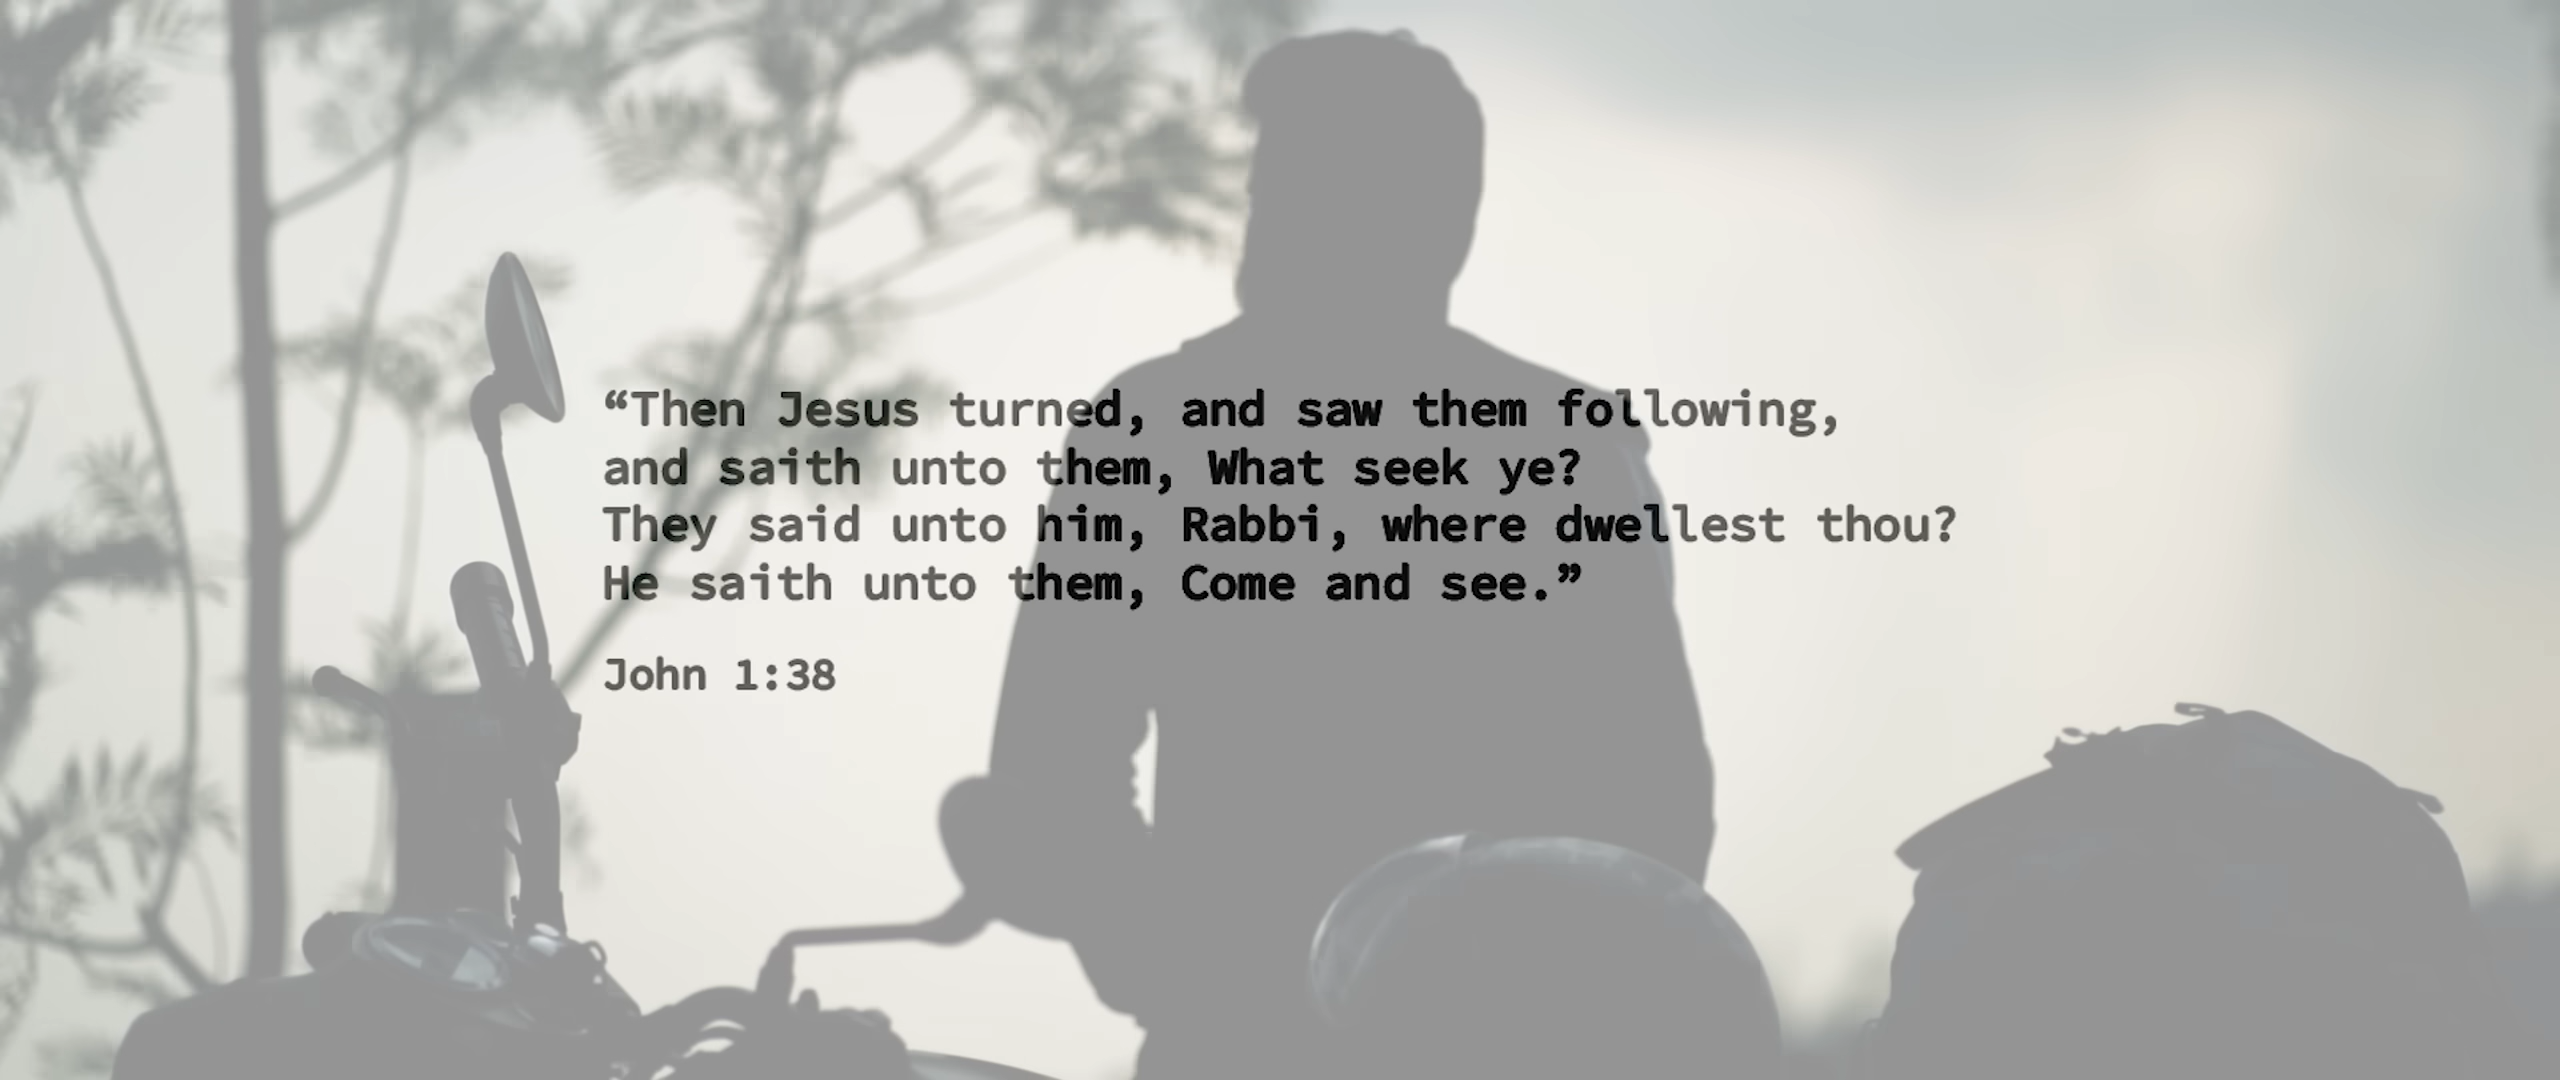 “Then Jesus turned, and saw them following,
and saith unto them, What seek ye?
They said unto him, Rabbi, where dwellest thou?
He saith unto them, Come and see.”
John 1:38